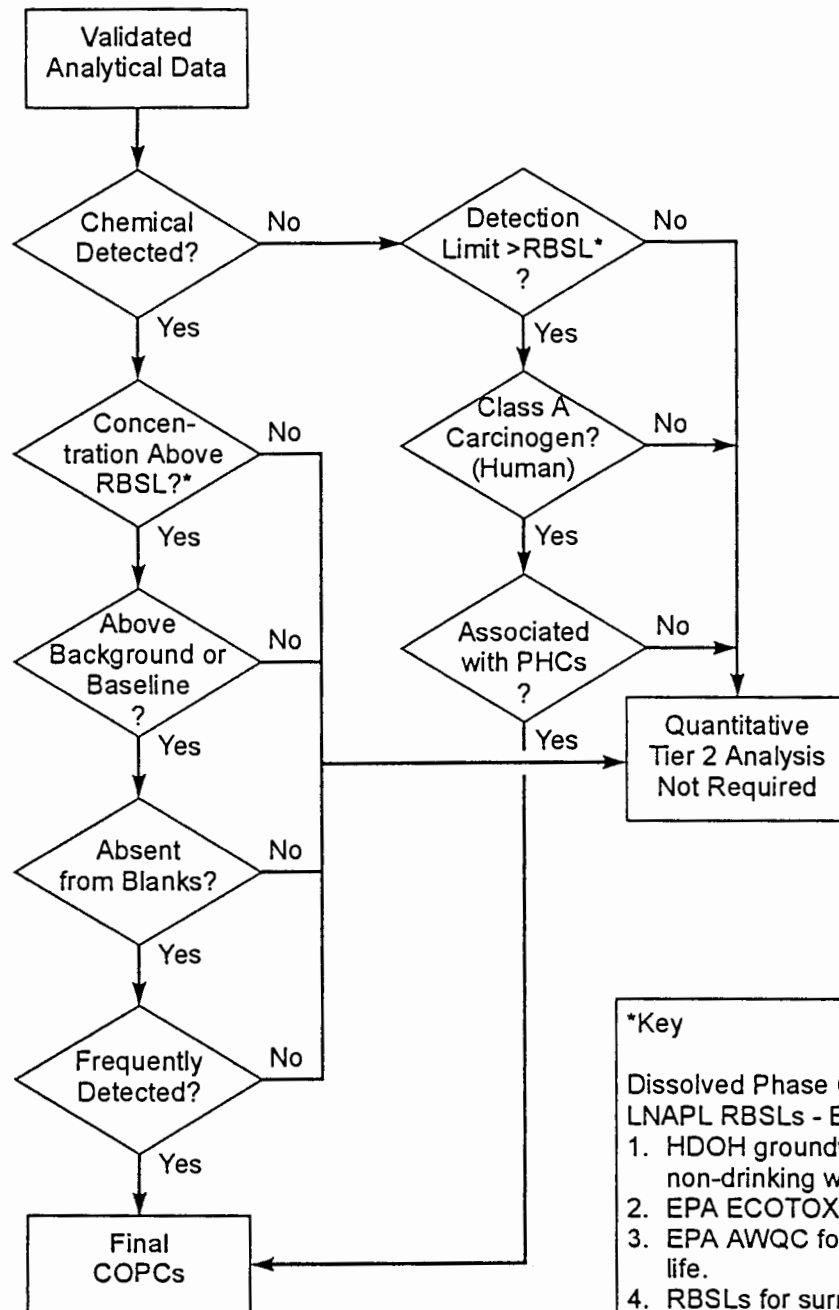 Validated
Analytical Data
Chemical
Detected?
No
Detection
Limit >RBSL*
?
No
Yes
Yes
Concen-
tration Above
RBSL?*
No
Class A
Carcinogen?
(Human)
No
Yes
Yes
Above
Background or
Baseline
?
No
Associated
with PHCs
?
No
Yes
Yes
Quantitative
Tier 2 Analysis
Not Required
Absent
from Blanks?
No
Yes
Frequently
Detected?
No
Yes
Final
COPCs
*Key
Dissolved Phase
LNAPL RBSLs -
1. HDOH
non-drinking
2. EPA ECOTOX
3. EPA AWQC
life.
4. RBSLs for